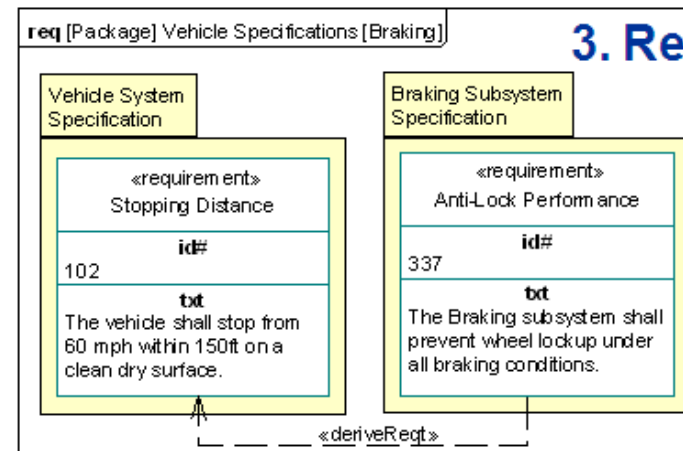 req [Package] Vehicle Specifications [Braking]
3. Re
Vehicle System
Specification
«requirement»
Stopping Distance
id#
102
txt
The vehicle shall stop from
60 mph within 150ft on a
clean dry surface.
Braking Subsystem
Specification
«requirement»
Anti-Lock Performance
id#
337
txt
The Braking subsystem shall
prevent wheel lockup under
all braking conditions.
«deriveReqt»